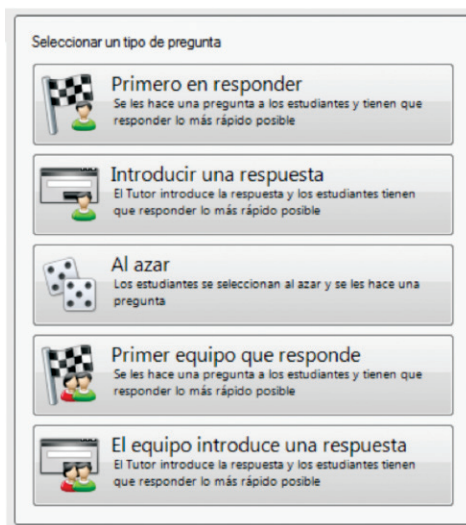 Seleccionar un tipo de pregunta
Primero en responder
Se les hace una pregunta a los estudiantes y tienen que
responder lo más rápido posible
Introducir una respuesta
El Tutor introduce la respuesta y los estudiantes tienen
que responder lo más rápido posible
Al azar
Los estudiantes se seleccionan al azar y se les hace una
pregunta
Primer equipo que responde
Se les hace una pregunta a los estudiantes y tienen que
responder lo más rápido posible
El equipo introduce una respuesta
El Tutor introduce la respuesta y los estudiantes tienen
que responder lo más rápido posible